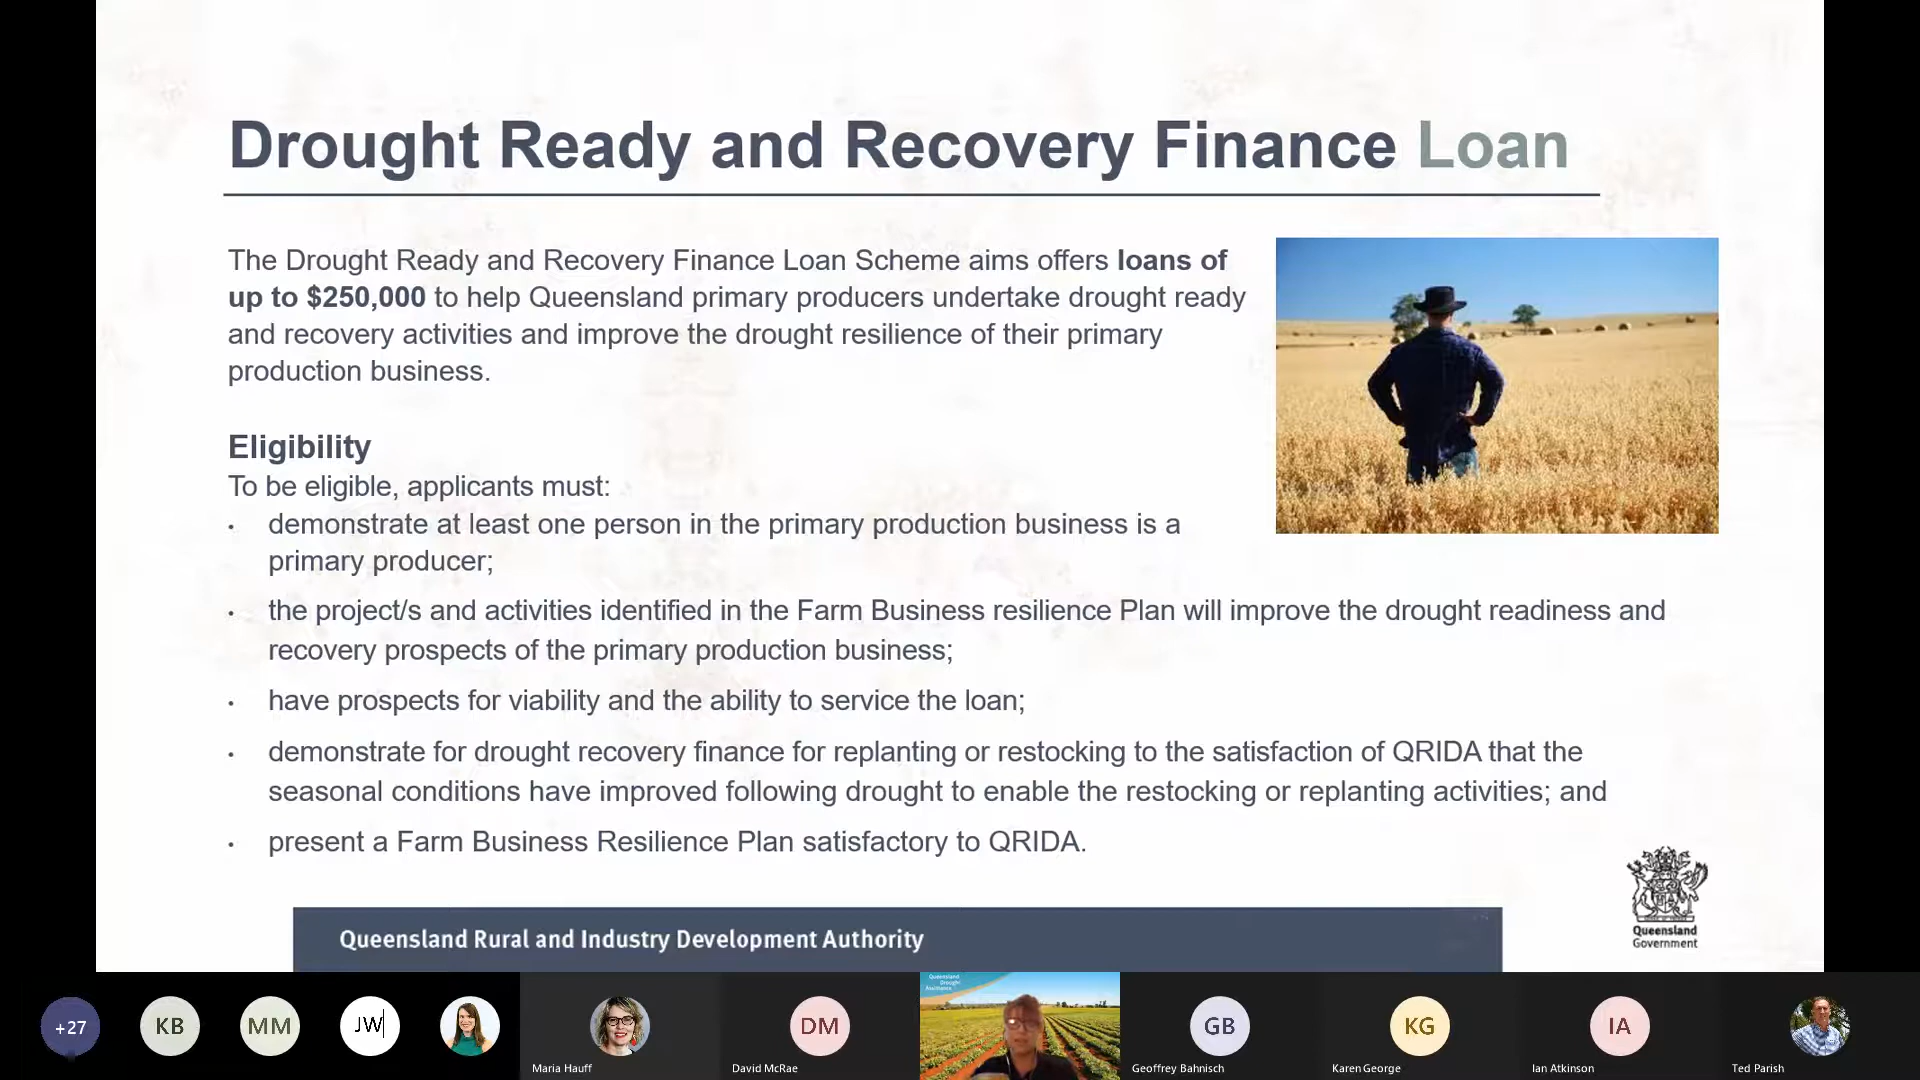 Drought Ready and Recovery Finance Loan
The Drought Ready and Recovery Finance Loan Scheme aims offers loans of
up to $250,000 to help Queensland primary producers undertake drought ready
and recovery activities and improve the drought resilience of their primary
production business.
Eligibility
To be eligible, applicants must:
• demonstrate at least one person in the primary production business is a
primary producer;
• the project/s and activities identified in the Farm Business resilience Plan will improve the drought readiness and
recovery prospects of the primary production business;
• have prospects for viability and the ability to service the loan;
• demonstrate for drought recovery finance for replanting or restocking to the satisfaction of QRIDA that the
seasonal conditions have improved following drought to enable the restocking or replanting activities; and
• present a Farm Business Resilience Plan satisfactory to QRIDA.
Queensland Rural and Industry Development Authority
Queensland
Government
+27
KB
MM
JW
Maria Hauff
DM
David McRae
Queensland
Drought
Assistance
GB
Geoffrey Bahnisch
KG
Karen George
IA
Ian Atkinson
Ted Parish